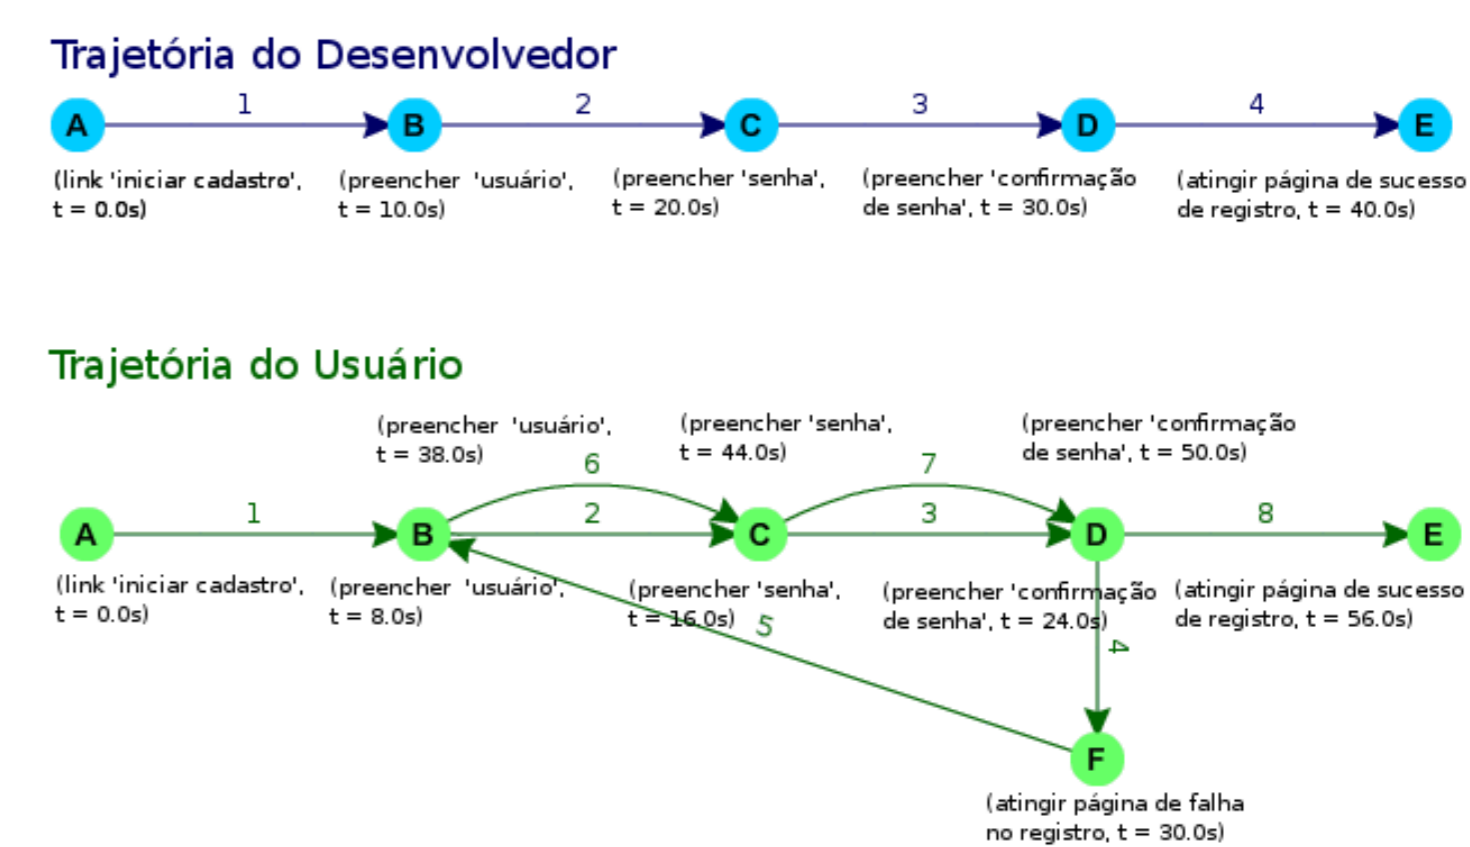 Trajetória do Desenvolvedor
1 2 3 4
A B C D E
(link 'iniciar cadastro',
t = 0.0s)
(preencher 'usuário',
t = 10.0s)
(preencher 'senha',
t = 20.0s)
(preencher 'confirmação
de senha', t = 30.0s)
(atingir página de sucesso
de registro, t = 40.0s)
Trajetória do Usuário
(preencher 'usuário',
t = 38.0s)
(preencher 'senha',
t = 44.0s)
(preencher 'confirmação
de senha', t = 50.0s)
6 7
1 2 3 8
A B C D E
(link 'iniciar cadastro',
t = 0.0s)
(preencher 'usuário',
t = 8.0s)
(preencher 'senha',
t = 16.0s)
(preencher 'confirmação
de senha', t = 24.0s)
(atingir página de sucesso
de registro, t = 56.0s)
5
4
F
(atingir página de falha
no registro, t = 30.0s)